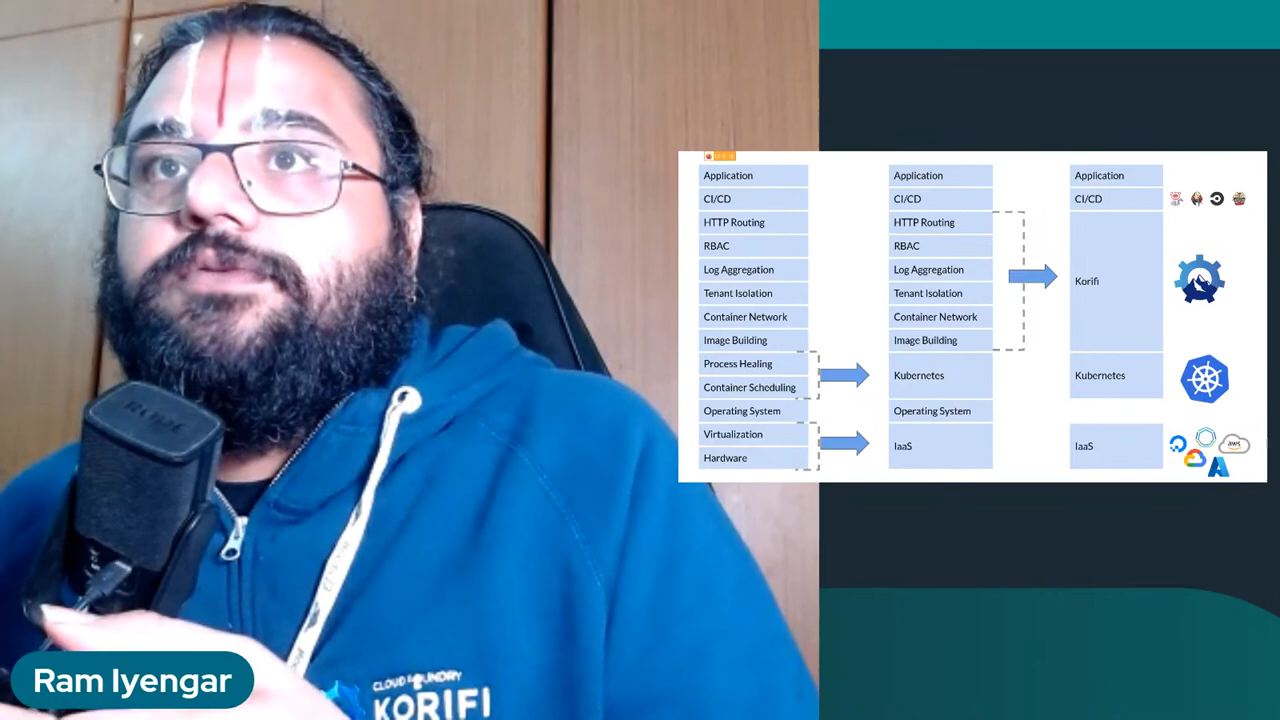 Application
CI/CD
HTTP Routing
RBAC
Log Aggregation
Tenant Isolation
Container Network
Image Building
Process Healing
Container Scheduling
Operating System
Virtualization
Hardware
Application
CI/CD
HTTP Routing
RBAC
Log Aggregation
Tenant Isolation
Container Network
Image Building
Kubernetes
Operating System
IaaS
Application
CI/CD
Korifi
Kubernetes
IaaS
aws
RODE
CLOUD FOUNDRY
KORIFI
Ram Iyengar